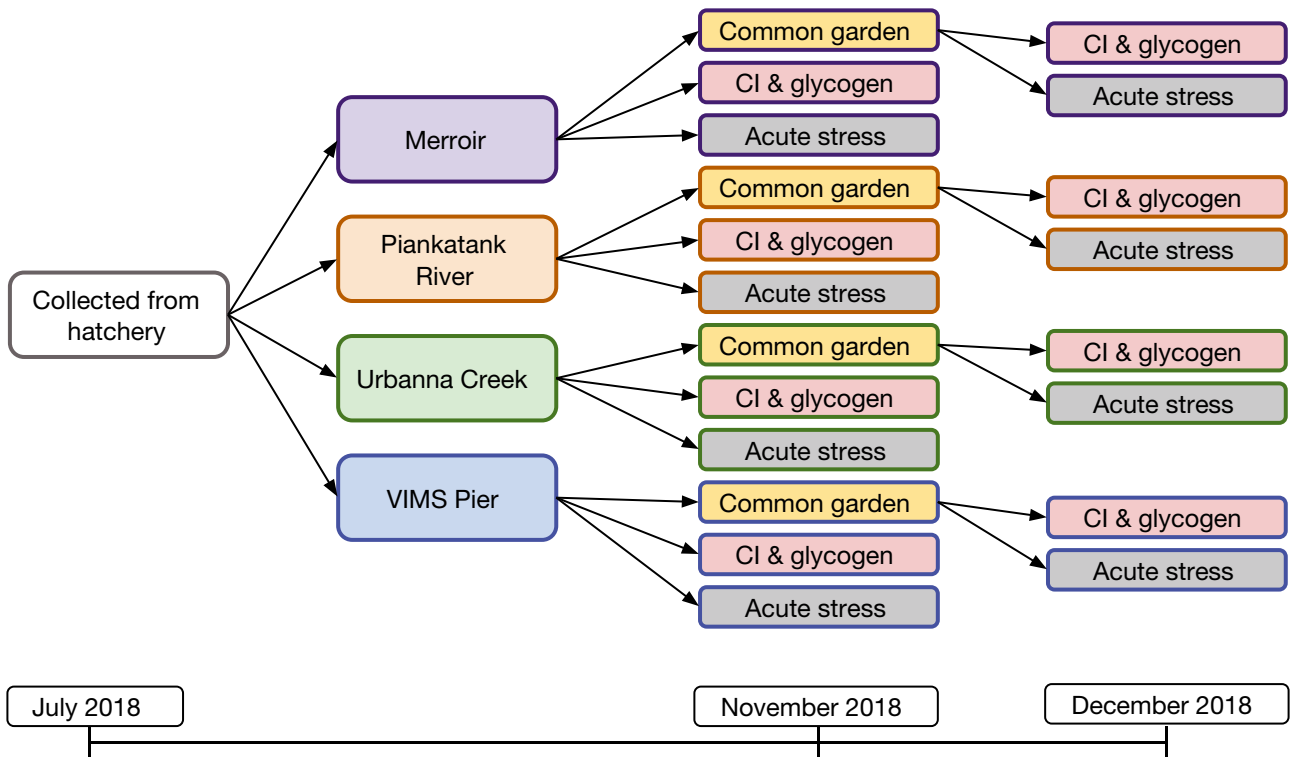 Collected from
hatchery
Merroir
Piankatank
River
Urbanna Creek
VIMS Pier
Common garden
CI & glycogen
Acute stress
Common garden
CI & glycogen
Acute stress
Common garden
CI & glycogen
Acute stress
Common garden
CI & glycogen
Acute stress
CI & glycogen
Acute stress
CI & glycogen
Acute stress
CI & glycogen
Acute stress
CI & glycogen
Acute stress
July 2018
November 2018
December 2018